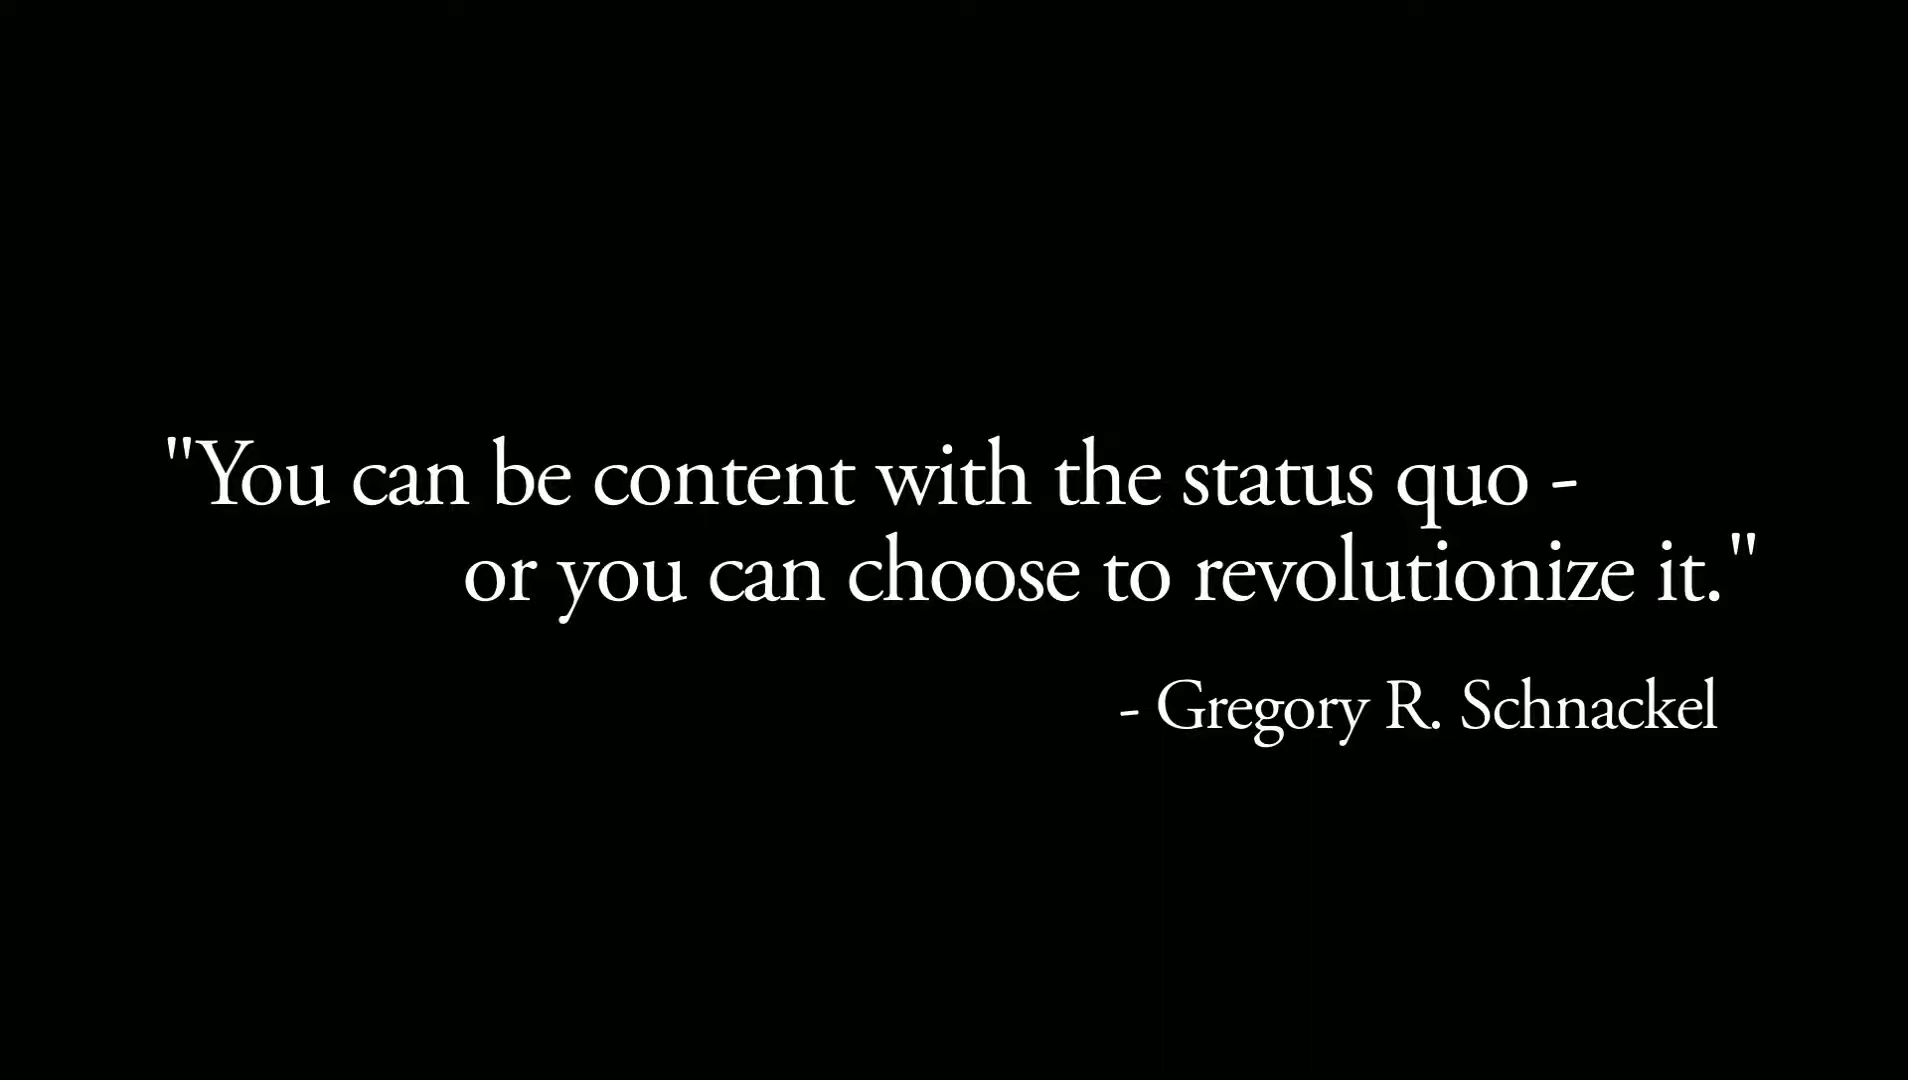 "You can be content with the status quo -
or you can choose to revolutionize it."
- Gregory R. Schnackel